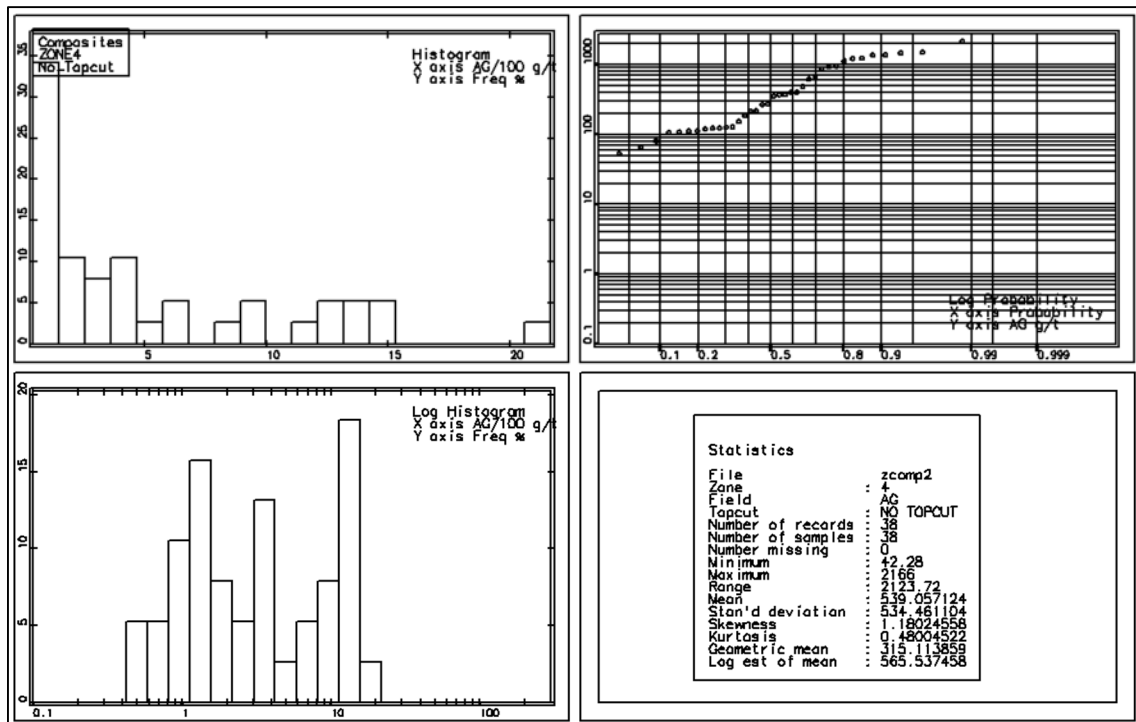 Composites
ZONE4
No Topcut
Histogram
X axis AG/100 g/t
Y axis Freq %
35
30
25
20
15
10
5
0
5
10
15
20
1000
100
10
1
0.1
Log Probability
X axis Probability
Y axis AG g/t
0.1
0.2
0.5
0.8
0.9
0.99
0.999
Log Histogram
X axis AG/100 g/t
Y axis Freq %
20
15
10
5
0
0.1
1
10
100
Statistics
File zcomp2
Zone : 4
Field : AG
Tapcut : NO TOPCUT
Number of records : 38
Number of samples : 38
Number missing : 0
Minimum : 42.28
Maximum : 2166
Range : 2123.72
Mean : 539.057124
Stan'd deviation : 534.461104
Skewness : 1.18024558
Kurtosis : 0.48004522
Geometric mean : 315.113859
Log est of mean : 565.537458